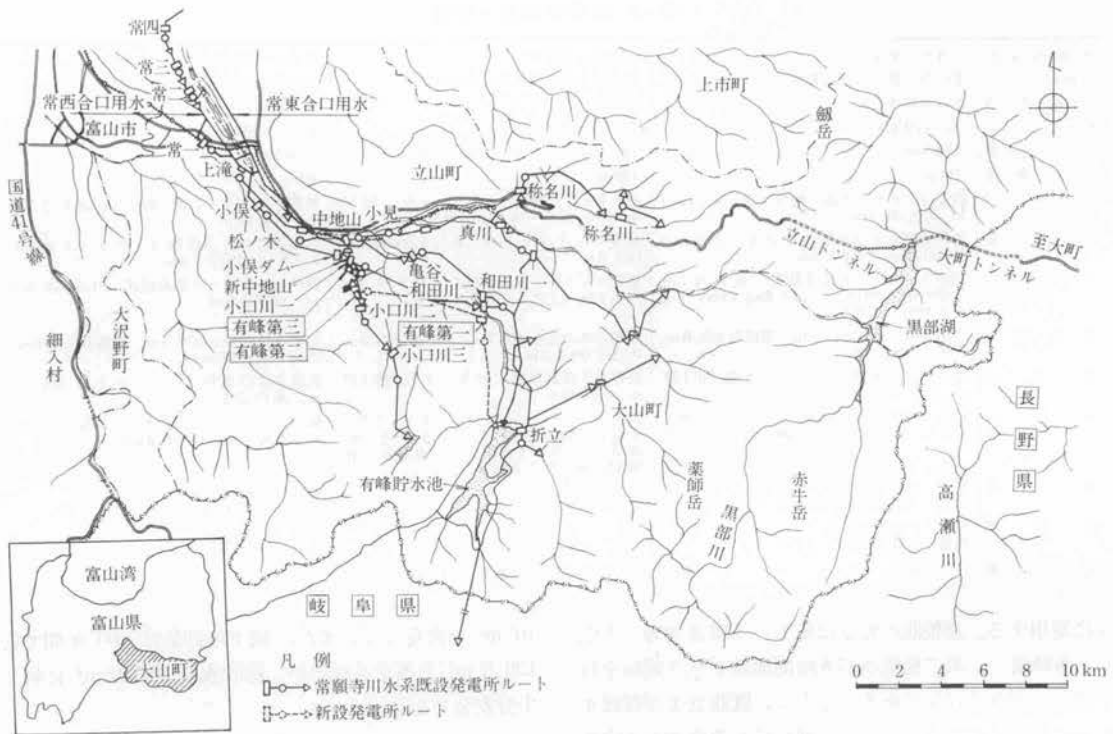 常四
常三
常二
常西合口用水
常東合口用水
富山市
常一
上滝
上市町
劔岳
立山町
称名川
小俣
中地山
小見
真川
称名川二
国道41号線
松ノ木
立山トンネル
大町トンネル
至大町
小俣ダム
亀谷
和田川二
和田川一
新中地山
小口川一
小口川二
有峰第三
有峰第一
有峰第二
小口川三
黒部湖
大沢野町
細入村
大山町
折立
長野県
有峰貯水池
薬師岳
赤牛岳
黒部川
高瀬川
富山湾
富山県
大山町
岐阜県
凡例
常願寺川水系既設発電所ルート
新設発電所ルート
0 2 4 6 8 10 km